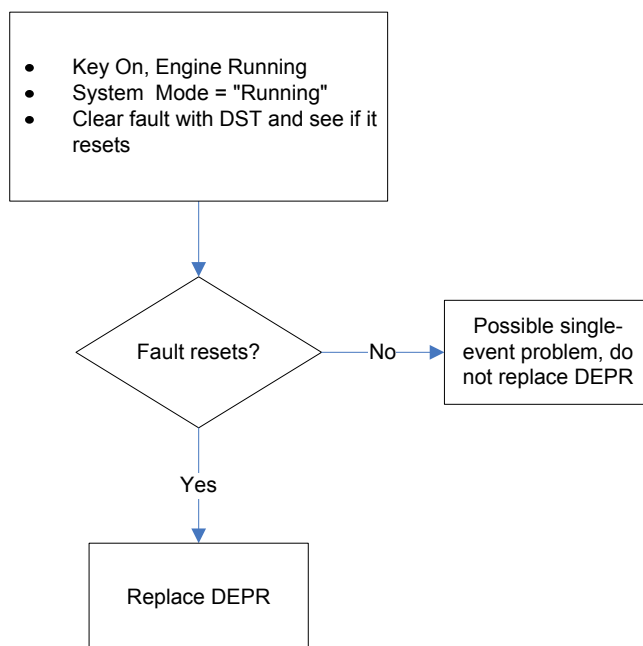 • Key On, Engine Running
• System Mode = "Running"
• Clear fault with DST and see if it
resets
Fault resets?
No
Possible single-
event problem, do
not replace DEPR
Yes
Replace DEPR